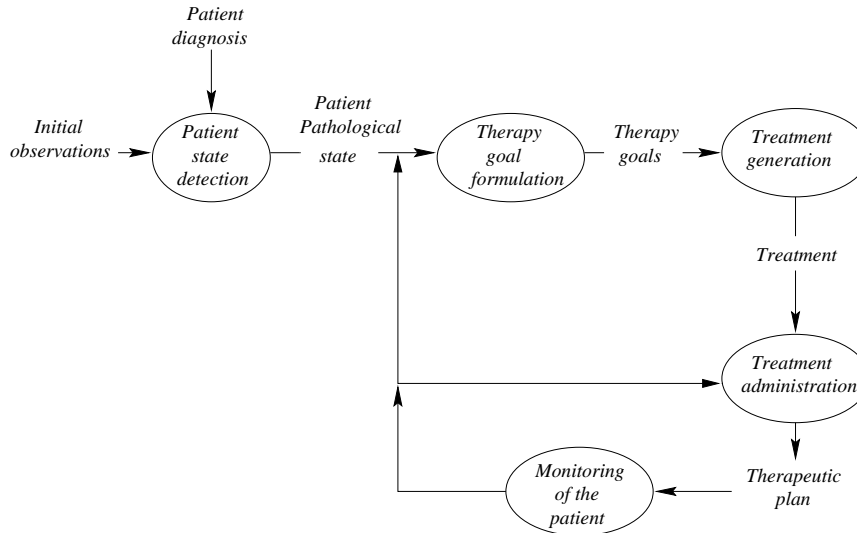 Patient
diagnosis
Initial
observations
Patient
state
detection
Patient
Pathological
state
Therapy
goal
formulation
Therapy
goals
Treatment
generation
Treatment
Treatment
administration
Therapeutic
plan
Monitoring
of the
patient